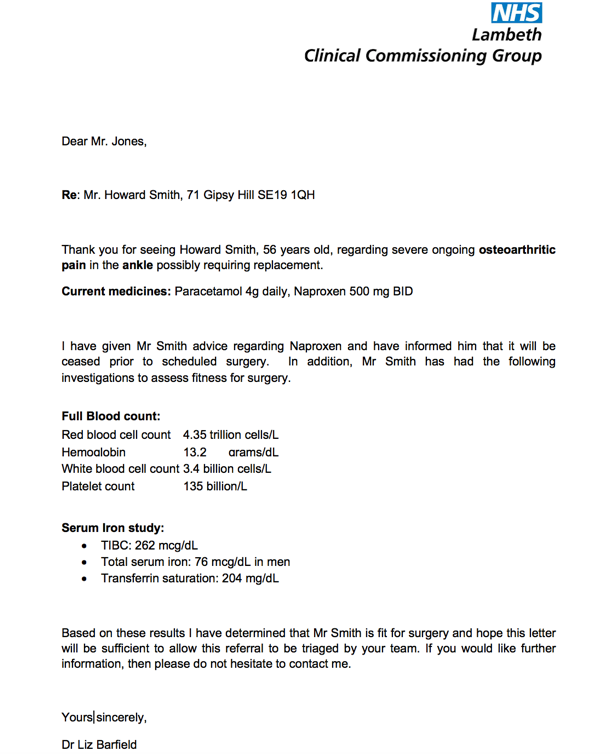 NHS
Lambeth
Clinical Commissioning Group
Dear Mr. Jones,
Re: Mr. Howard Smith, 71 Gipsy Hill SE19 1QH
Thank you for seeing Howard Smith, 56 years old, regarding severe ongoing osteoarthritic
pain in the ankle possibly requiring replacement.
Current medicines: Paracetamol 4g daily, Naproxen 500 mg BID
I have given Mr Smith advice regarding Naproxen and have informed him that it will be
ceased prior to scheduled surgery. In addition, Mr Smith has had the following
investigations to assess fitness for surgery.
Full Blood count:
Red blood cell count 4.35 trillion cells/L
Hemoglobin 13.2 grams/dL
White blood cell count 3.4 billion cells/L
Platelet count 135 billion/L
Serum Iron study:
• TIBC: 262 mcg/dL
• Total serum iron: 76 mcg/dL in men
• Transferrin saturation: 204 mg/dL
Based on these results I have determined that Mr Smith is fit for surgery and hope this letter
will be sufficient to allow this referral to be triaged by your team. If you would like further
information, then please do not hesitate to contact me.
Yours sincerely,
Dr Liz Barfield